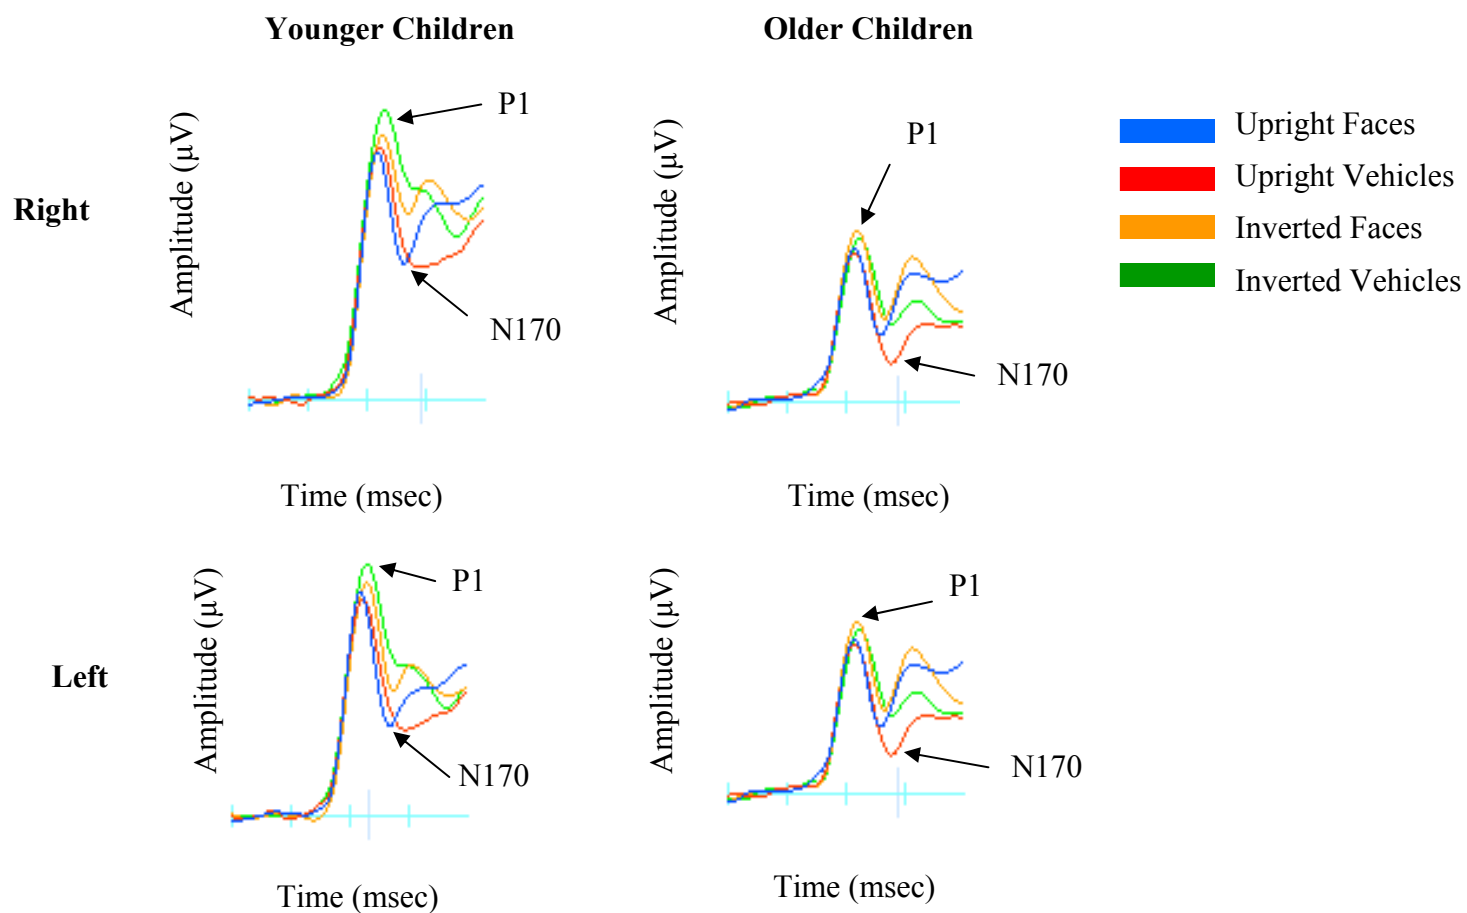 Younger Children
Older Children
Right
Amplitude (µV)
P1
N170
Time (msec)
Amplitude (µV)
P1
N170
Time (msec)
Upright Faces
Upright Vehicles
Inverted Faces
Inverted Vehicles
Left
Amplitude (µV)
P1
N170
Time (msec)
Amplitude (µV)
P1
N170
Time (msec)